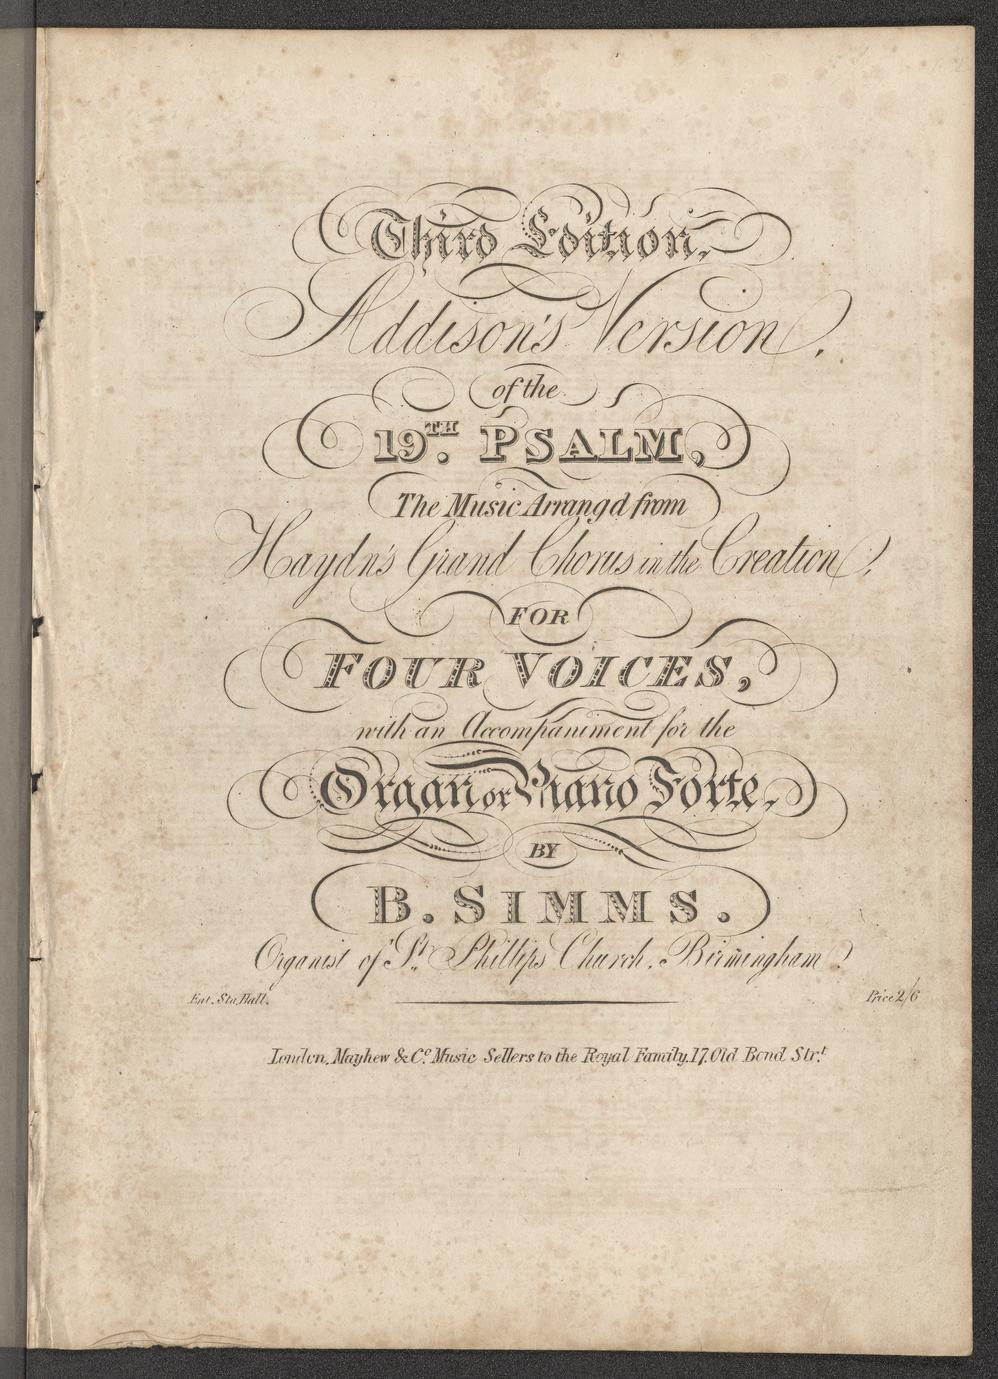 Third Edition.
Addison's Version,
of the
19TH. PSALM,
The Music Arrang'd from
Haydn's Grand Chorus in the Creation,
FOR
FOUR VOICES,
with an Accompaniment for the
Organ or Piano Forte,
BY
B. SIMMS.
Organist of St. Phillips Church, Birmingham.
Ent. Sta. Hall.
Price 2/6
London, Mayhew & Co. Music Sellers to the Royal Family, 17, Old Bond Strt.